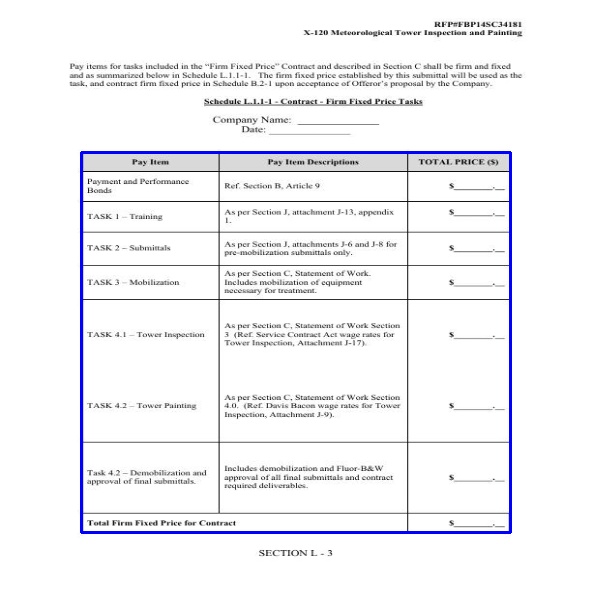 RFP#FBP14SC34181
X-120 Meteorological Tower Inspection and Painting
Pay items for tasks included in the “Firm Fixed Price” Contract and described in Section C shall be firm and fixed
and as summarized below in Schedule L.1.1-1. The firm fixed price established by this submittal will be used as the
task, and contract firm fixed price in Schedule B.2-1 upon acceptance of Offeror’s proposal by the Company.
Schedule L.1.1-1 - Contract - Firm Fixed Price Tasks
Company Name: _______________
Date: _______________
Pay Item Pay Item Descriptions TOTAL PRICE ($)
Payment and Performance
Bonds
Ref. Section B, Article 9
$________.__
TASK 1 – Training
As per Section J, attachment J-13, appendix
1.
$________.__
TASK 2 – Submittals
As per Section J, attachments J-6 and J-8 for
pre-mobilization submittals only.
$________.__
TASK 3 – Mobilization
As per Section C, Statement of Work.
Includes mobilization of equipment
necessary for treatment.
$________.__
TASK 4.1 – Tower Inspection
As per Section C, Statement of Work Section
3 (Ref. Service Contract Act wage rates for
Tower Inspection, Attachment J-17).
$________.__
TASK 4.2 – Tower Painting
As per Section C, Statement of Work Section
4.0. (Ref. Davis Bacon wage rates for Tower
Inspection, Attachment J-9).
$________.__
Task 4.2 – Demobilization and
approval of final submittals.
Includes demobilization and Fluor-B&W
approval of all final submittals and contract
required deliverables.
$________.__
Total Firm Fixed Price for Contract $________.__
SECTION L - 3